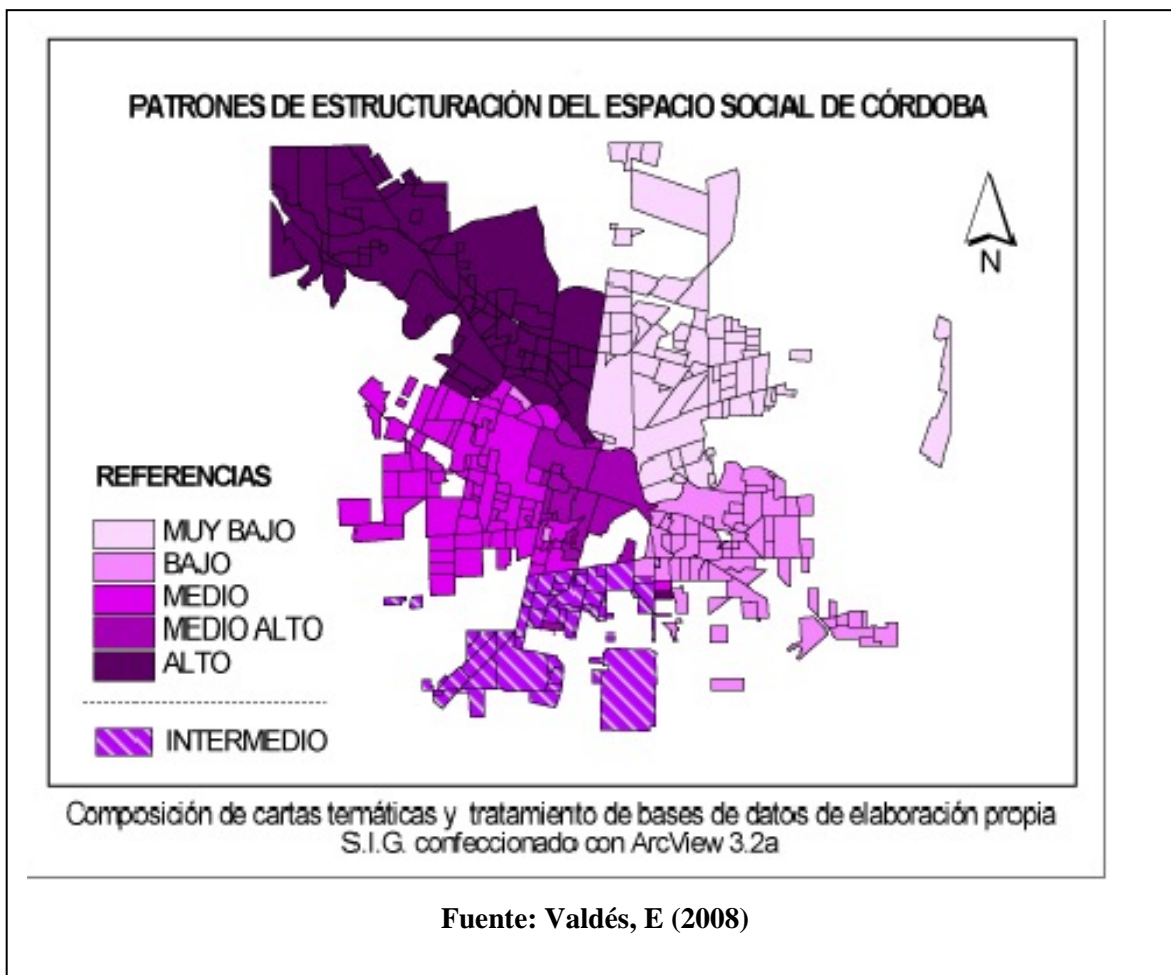 PATRONES DE ESTRUCTURACIÓN DEL ESPACIO SOCIAL DE CÓRDOBA
N
REFERENCIAS
MUY BAJO
BAJO
MEDIO
MEDIO ALTO
ALTO
INTERMEDIO
Composición de cartas temáticas y tratamiento de bases de datos de elaboración propia
S.I.G. confeccionado con ArcView 3.2a
Fuente: Valdés, E (2008)